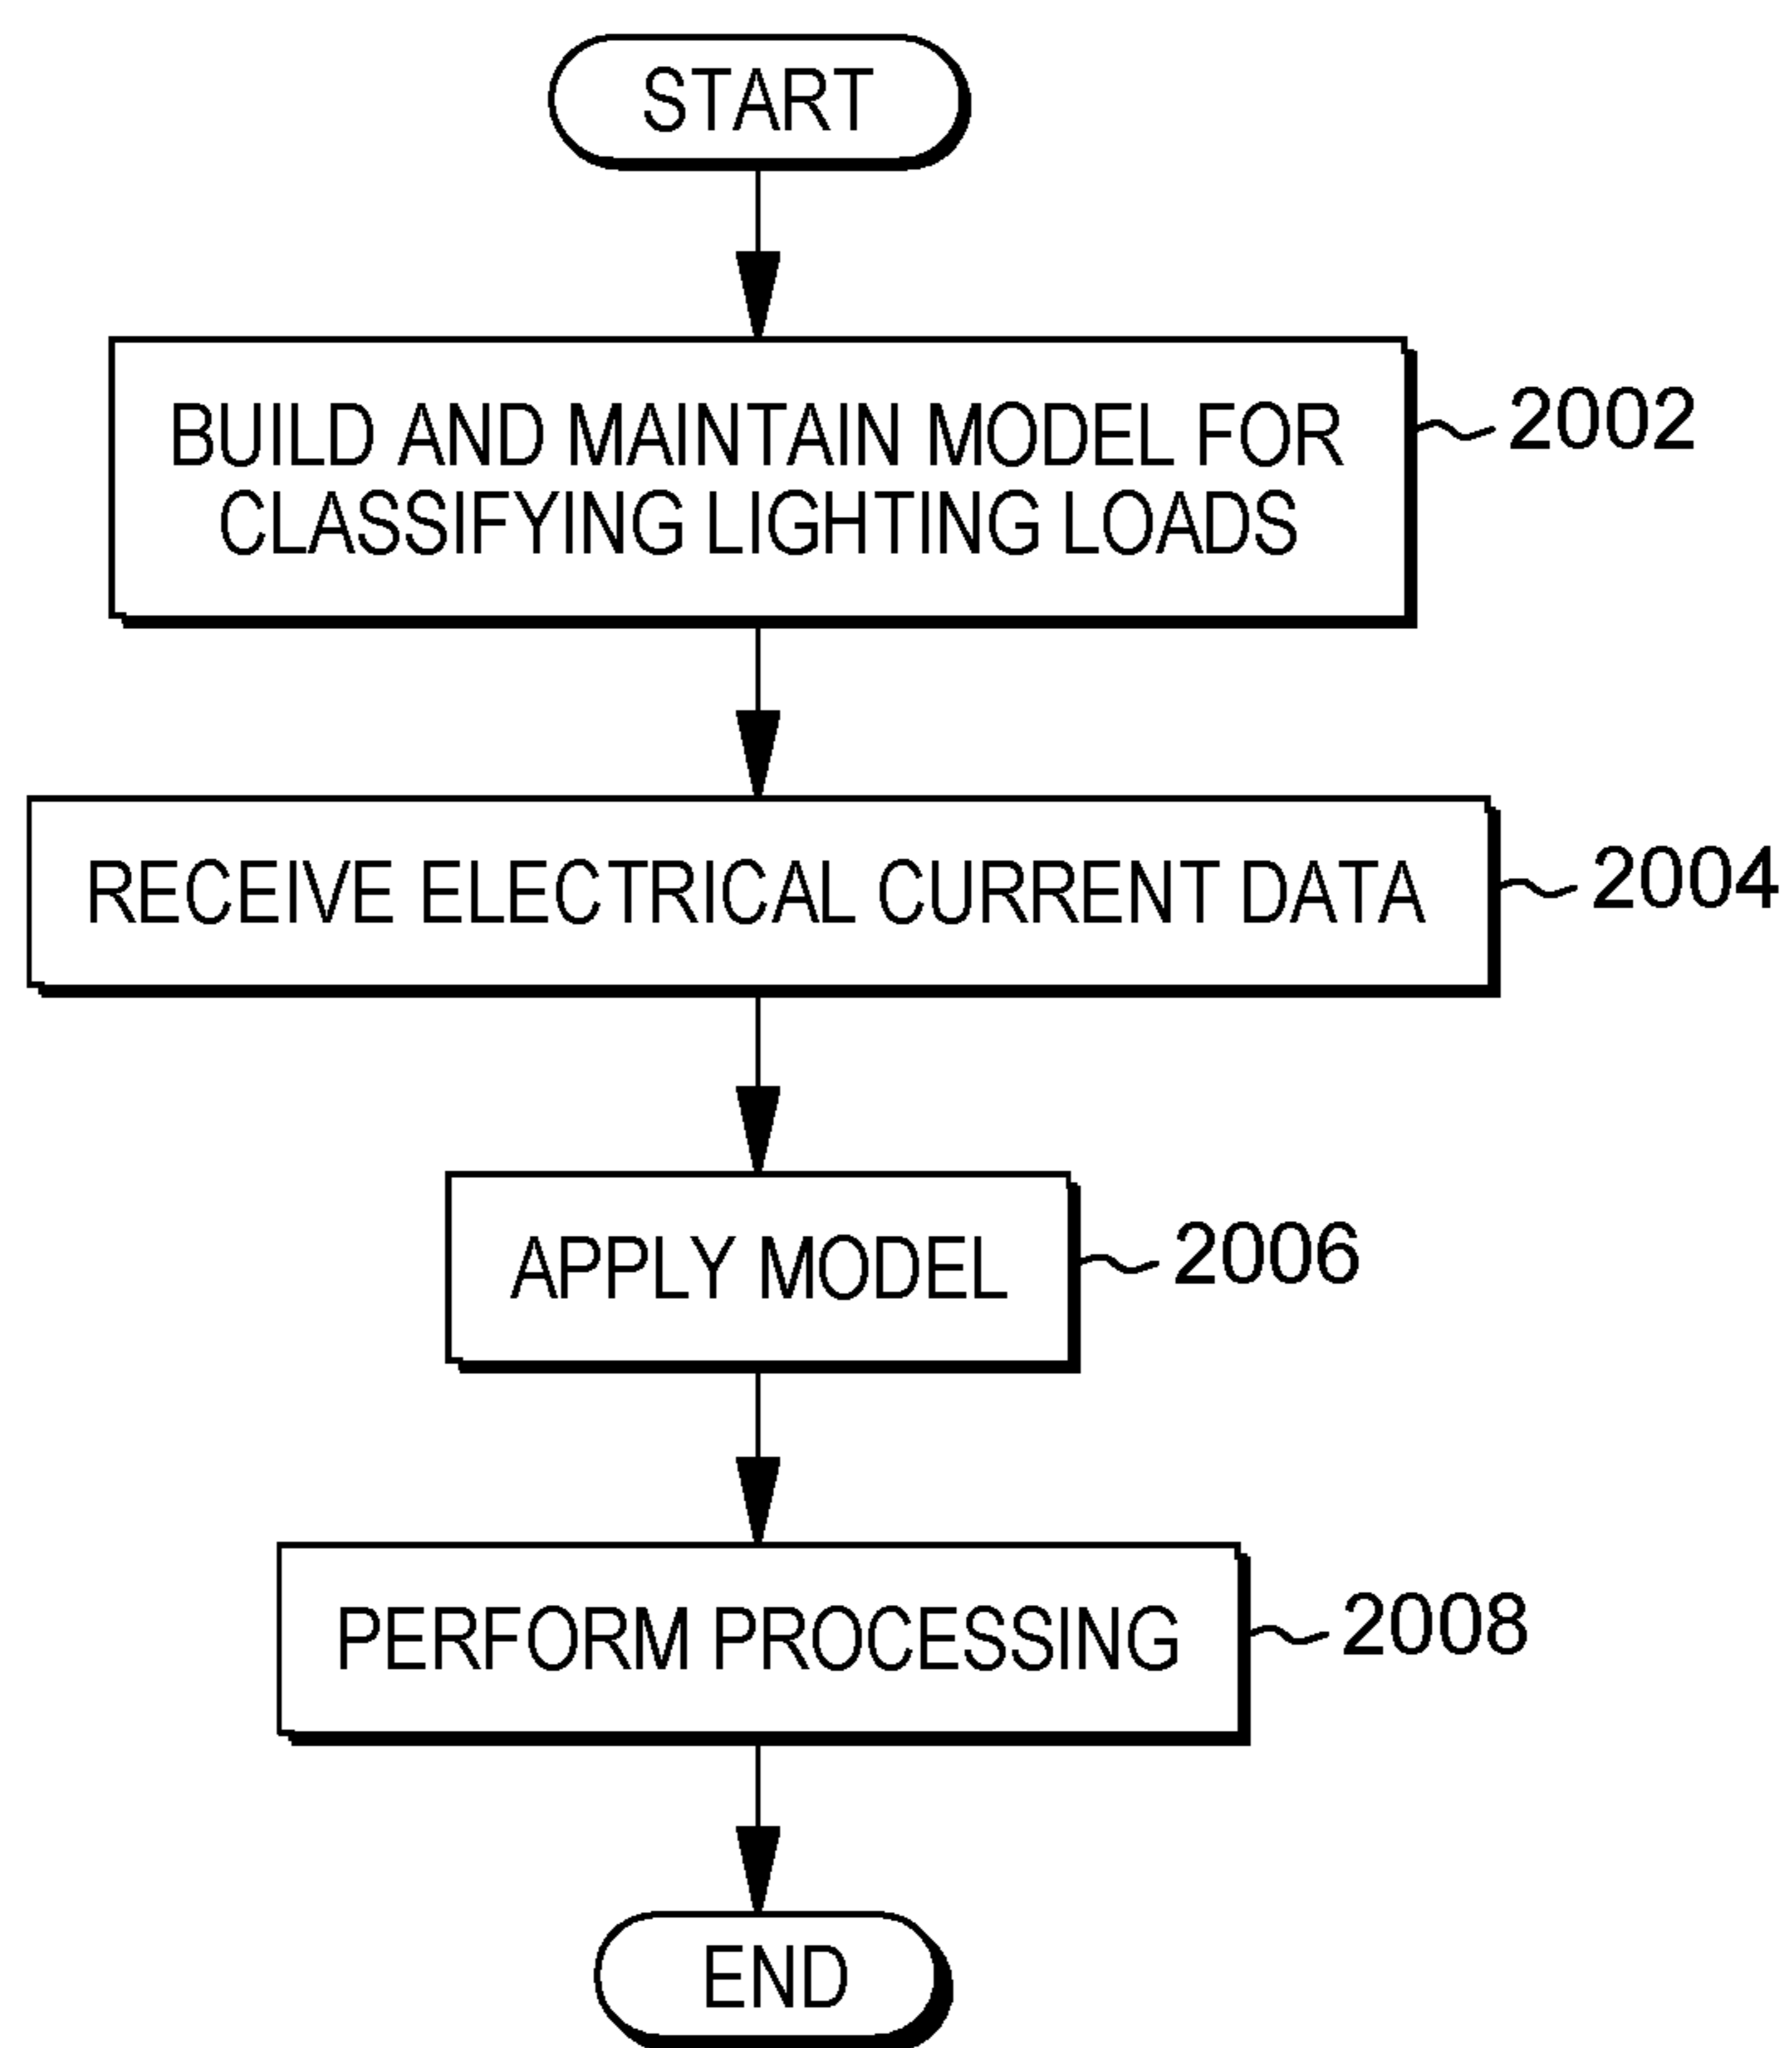 START
BUILD AND MAINTAIN MODEL FOR
CLASSIFYING LIGHTING LOADS
2002
RECEIVE ELECTRICAL CURRENT DATA
2004
APPLY MODEL
2006
PERFORM PROCESSING
2008
END